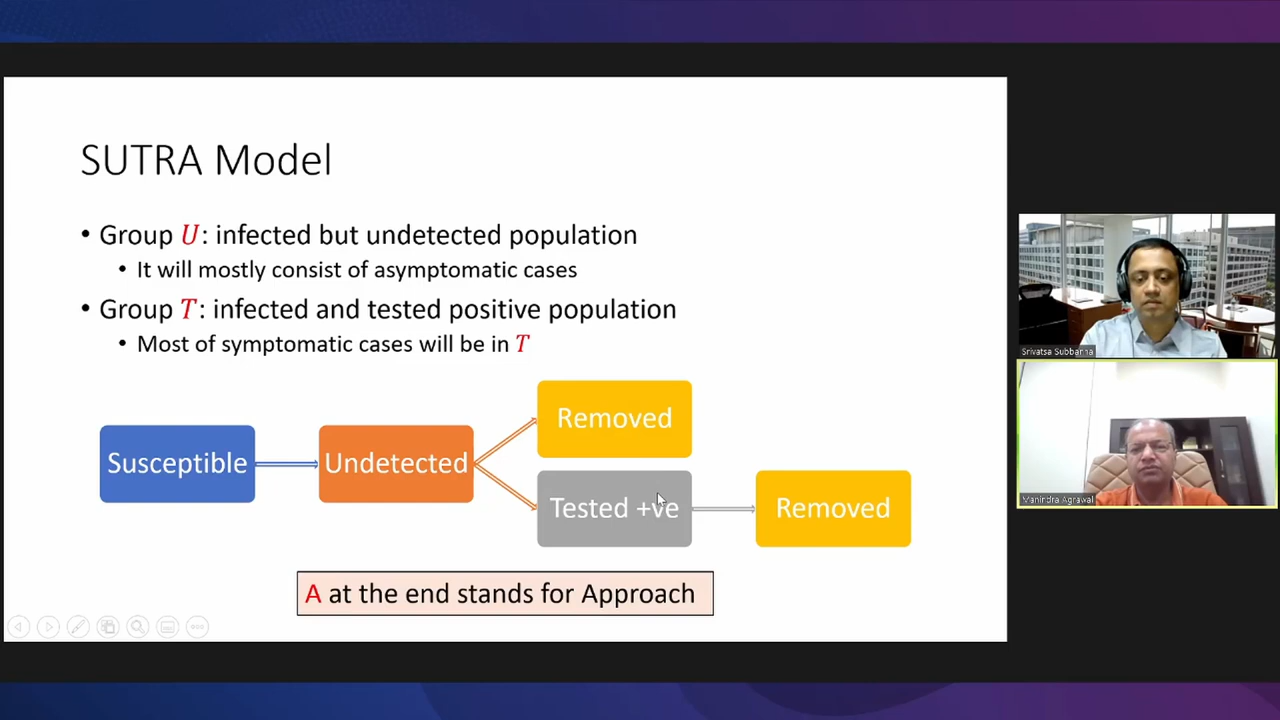 SUTRA Model
• Group U: infected but undetected population
• It will mostly consist of asymptomatic cases
• Group T: infected and tested positive population
• Most of symptomatic cases will be in T
Removed
Susceptible
Undetected
Tested +ve
Removed
A at the end stands for Approach
Srivatsa Subbanna
Manindra Agrawal